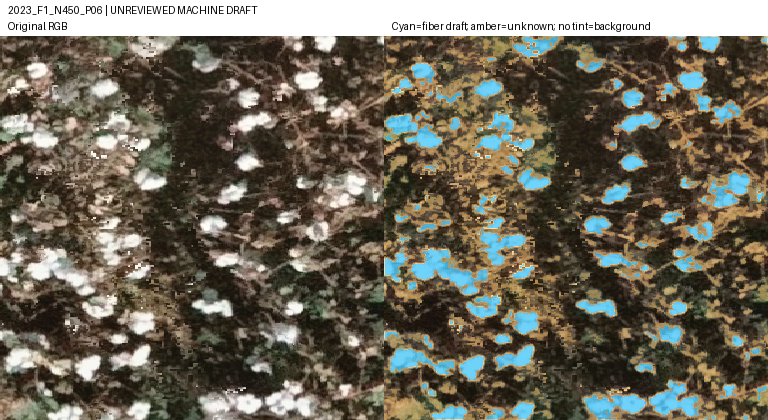 2023_F1_N450_P06 | UNREVIEWED MACHINE DRAFT
Original RGB
Cyan=fiber draft; amber=unknown; no tint=background